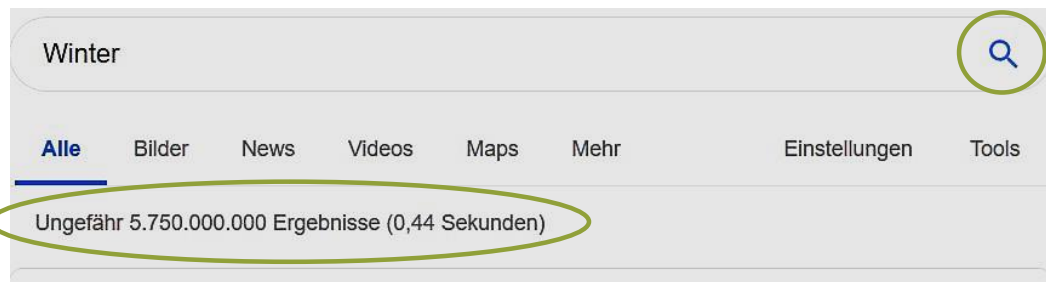 Winter
Alle Bilder News Videos Maps Mehr Einstellungen Tools
Ungefähr 5.750.000.000 Ergebnisse (0,44 Sekunden)